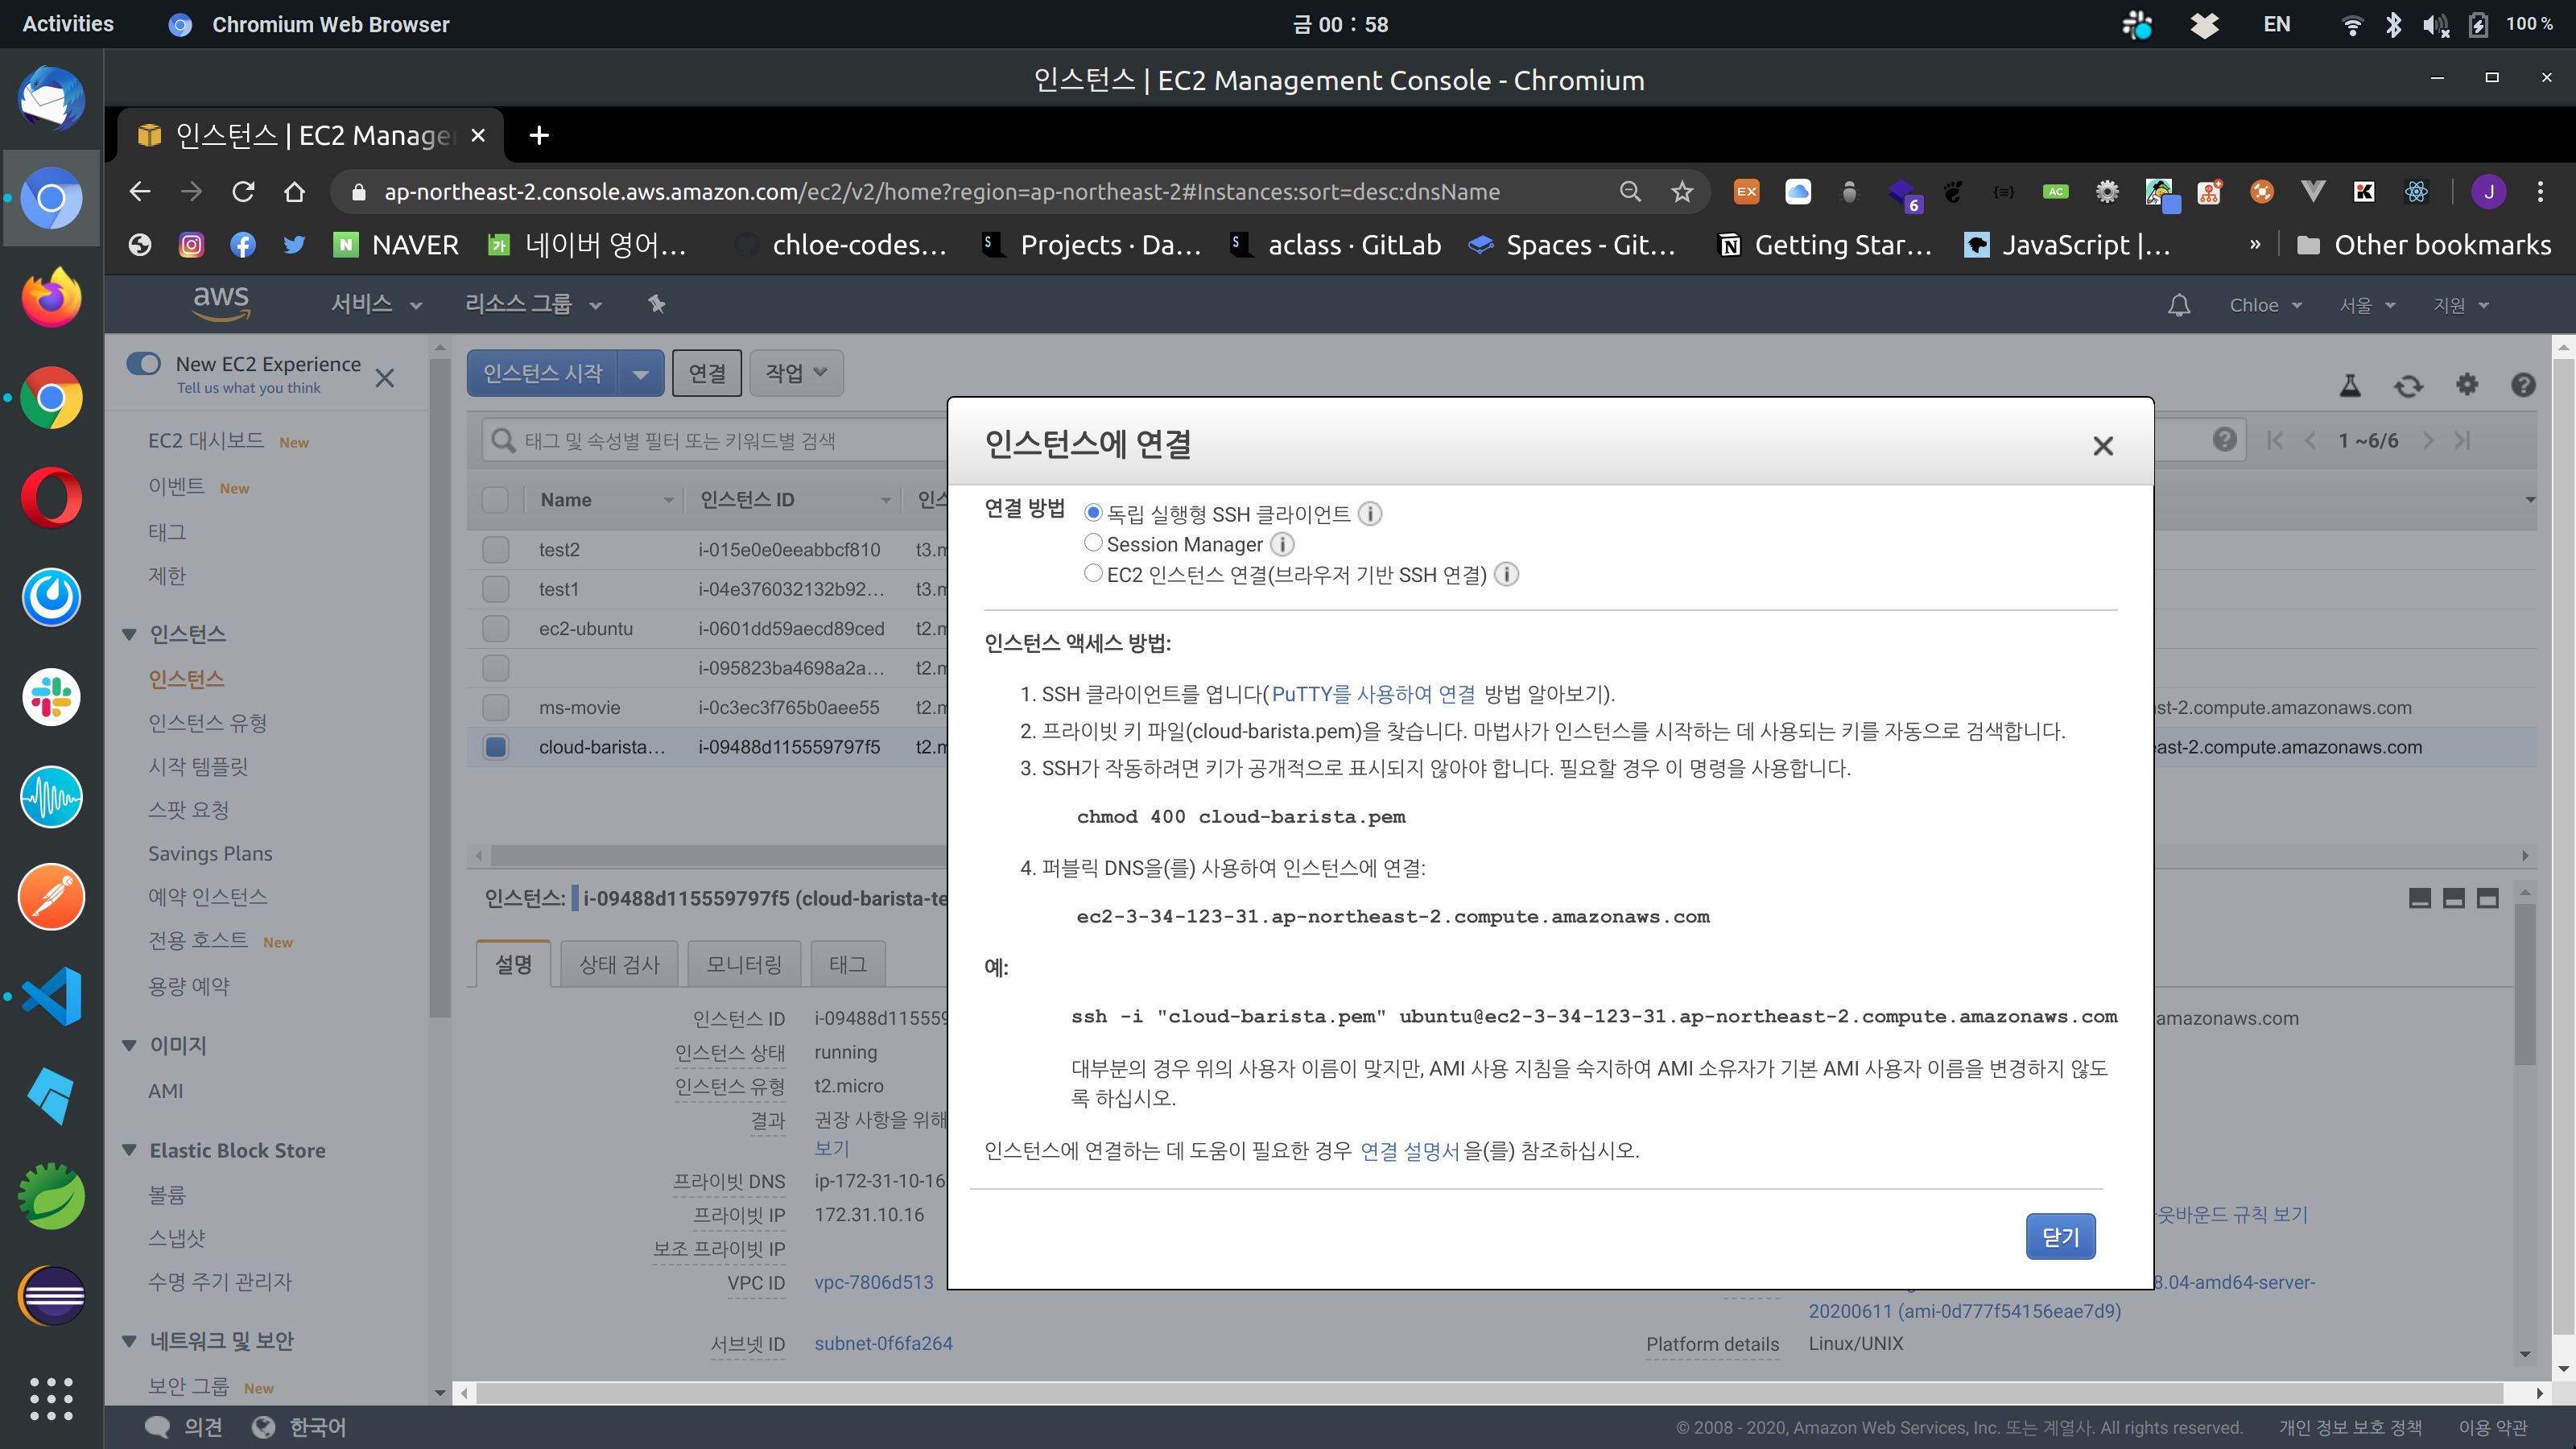 Activities
Chromium Web Browser
금 00 : 58
EN
100 %
인스턴스 | EC2 Management Console - Chromium
인스턴스 | EC2 Manage
ap-northeast-2.console.aws.amazon.com/ec2/v2/home?region=ap-northeast-2#Instances:sort=desc:dnsName
EX
6
AC
J
NAVER
네이버 영어...
chloe-codes...
Projects · Da...
aclass · GitLab
Spaces - Git...
Getting Star...
JavaScript |...
»
Other bookmarks
aws
서비스
리소스 그룹
Chloe
서울
지원
New EC2 Experience
Tell us what you think
EC2 대시보드 New
이벤트 New
태그
제한
인스턴스
인스턴스
인스턴스 유형
시작 템플릿
스팟 요청
Savings Plans
예약 인스턴스
전용 호스트 New
용량 예약
이미지
AMI
Elastic Block Store
볼륨
스냅샷
수명 주기 관리자
네트워크 및 보안
보안 그룹 New
인스턴스 시작
연결
작업
태그 및 속성별 필터 또는 키워드별 검색
1 ~6/6
Name 인스턴스 ID 인스
test2 i-015e0e0eeabbcf810 t3.m
test1 i-04e376032132b92... t3.m
ec2-ubuntu i-0601dd59aecd89ced t2.m
i-095823ba4698a2a... t2.m
ms-movie i-0c3ec3f765b0aee55 t2.m st-2.compute.amazonaws.com
cloud-barista... i-09488d115559797f5 t2.m ast-2.compute.amazonaws.com
인스턴스: i-09488d115559797f5 (cloud-barista-te
설명
상태 검사
모니터링
태그
인스턴스 ID i-09488d115559 amazonaws.com
인스턴스 상태 running
인스턴스 유형 t2.micro
결과 권장 사항을 위해
보기
프라이빗 DNS ip-172-31-10-16
프라이빗 IP 172.31.10.16 웃바운드 규칙 보기
보조 프라이빗 IP
VPC ID vpc-7806d513 8.04-amd64-server-
20200611 (ami-0d777f54156eae7d9)
서브넷 ID subnet-0f6fa264 Platform details Linux/UNIX
인스턴스에 연결
연결 방법
독립 실행형 SSH 클라이언트
Session Manager
EC2 인스턴스 연결(브라우저 기반 SSH 연결)
인스턴스 액세스 방법:
1. SSH 클라이언트를 엽니다(PuTTY를 사용하여 연결 방법 알아보기).
2. 프라이빗 키 파일(cloud-barista.pem)을 찾습니다. 마법사가 인스턴스를 시작하는 데 사용되는 키를 자동으로 검색합니다.
3. SSH가 작동하려면 키가 공개적으로 표시되지 않아야 합니다. 필요할 경우 이 명령을 사용합니다.
chmod 400 cloud-barista.pem
4. 퍼블릭 DNS을(를) 사용하여 인스턴스에 연결:
ec2-3-34-123-31.ap-northeast-2.compute.amazonaws.com
예:
ssh -i "cloud-barista.pem" ubuntu@ec2-3-34-123-31.ap-northeast-2.compute.amazonaws.com
대부분의 경우 위의 사용자 이름이 맞지만, AMI 사용 지침을 숙지하여 AMI 소유자가 기본 AMI 사용자 이름을 변경하지 않도
록 하십시오.
인스턴스에 연결하는 데 도움이 필요한 경우 연결 설명서 을(를) 참조하십시오.
닫기
의견
한국어
© 2008 - 2020, Amazon Web Services, Inc. 또는 계열사. All rights reserved.
개인 정보 보호 정책
이용 약관